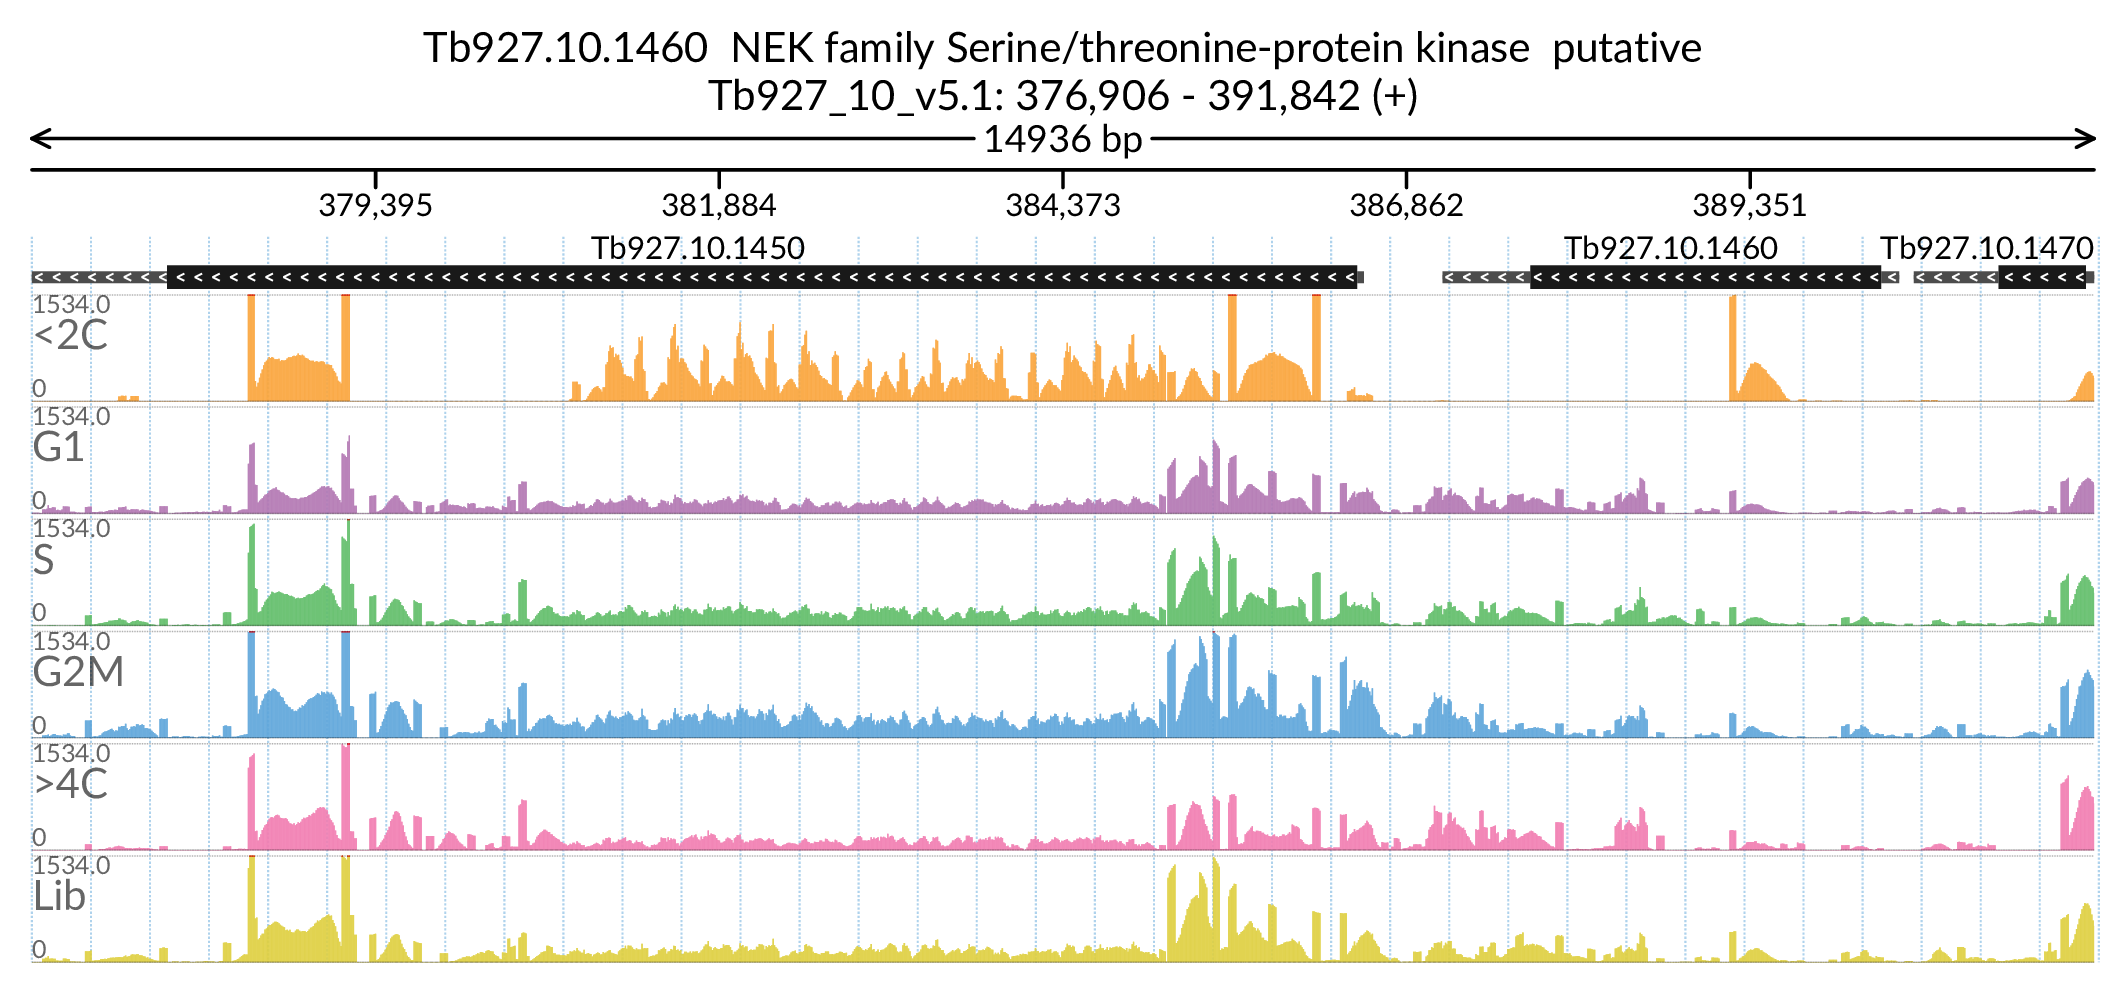 Tb927.10.1460  NEK family Serine/threonine-protein kinase  putative
Tb927_10_v5.1: 376,906 - 391,842 (+)
14936 bp
379,395 381,884 384,373 386,862 389,351
Tb927.10.1450 Tb927.10.1460 Tb927.10.1470
1534.0
<2C
0
1534.0
G1
0
1534.0
S
0
1534.0
G2M
0
1534.0
>4C
0
1534.0
Lib
0